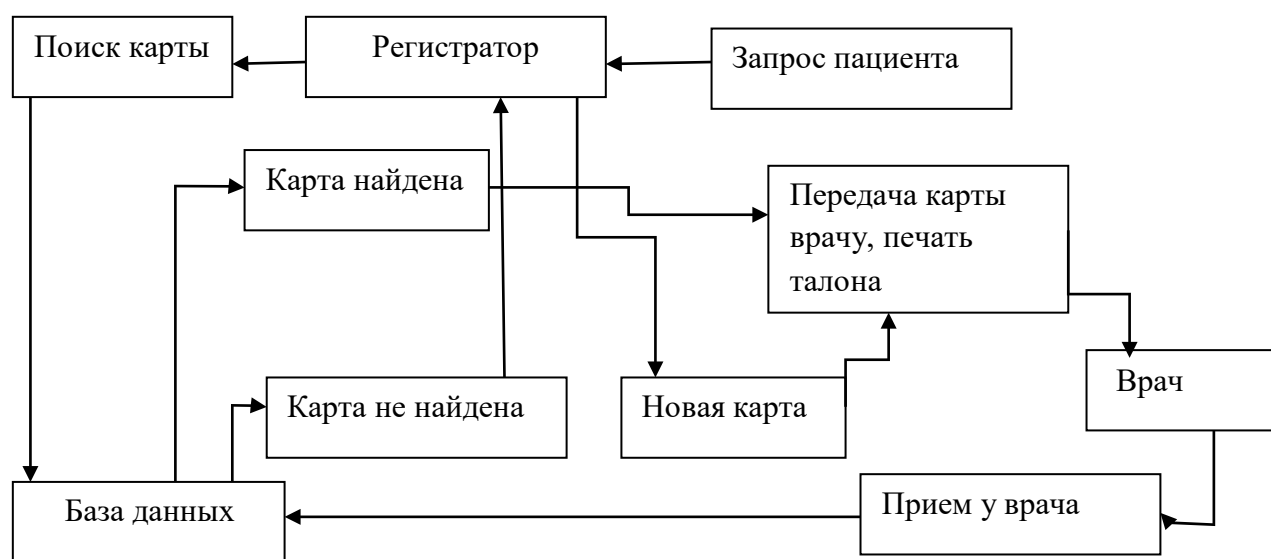 Поиск карты
Регистратор
Запрос пациента
Карта найдена
Передача карты
врачу, печать
талона
Карта не найдена
Новая карта
Врач
База данных
Прием у врача